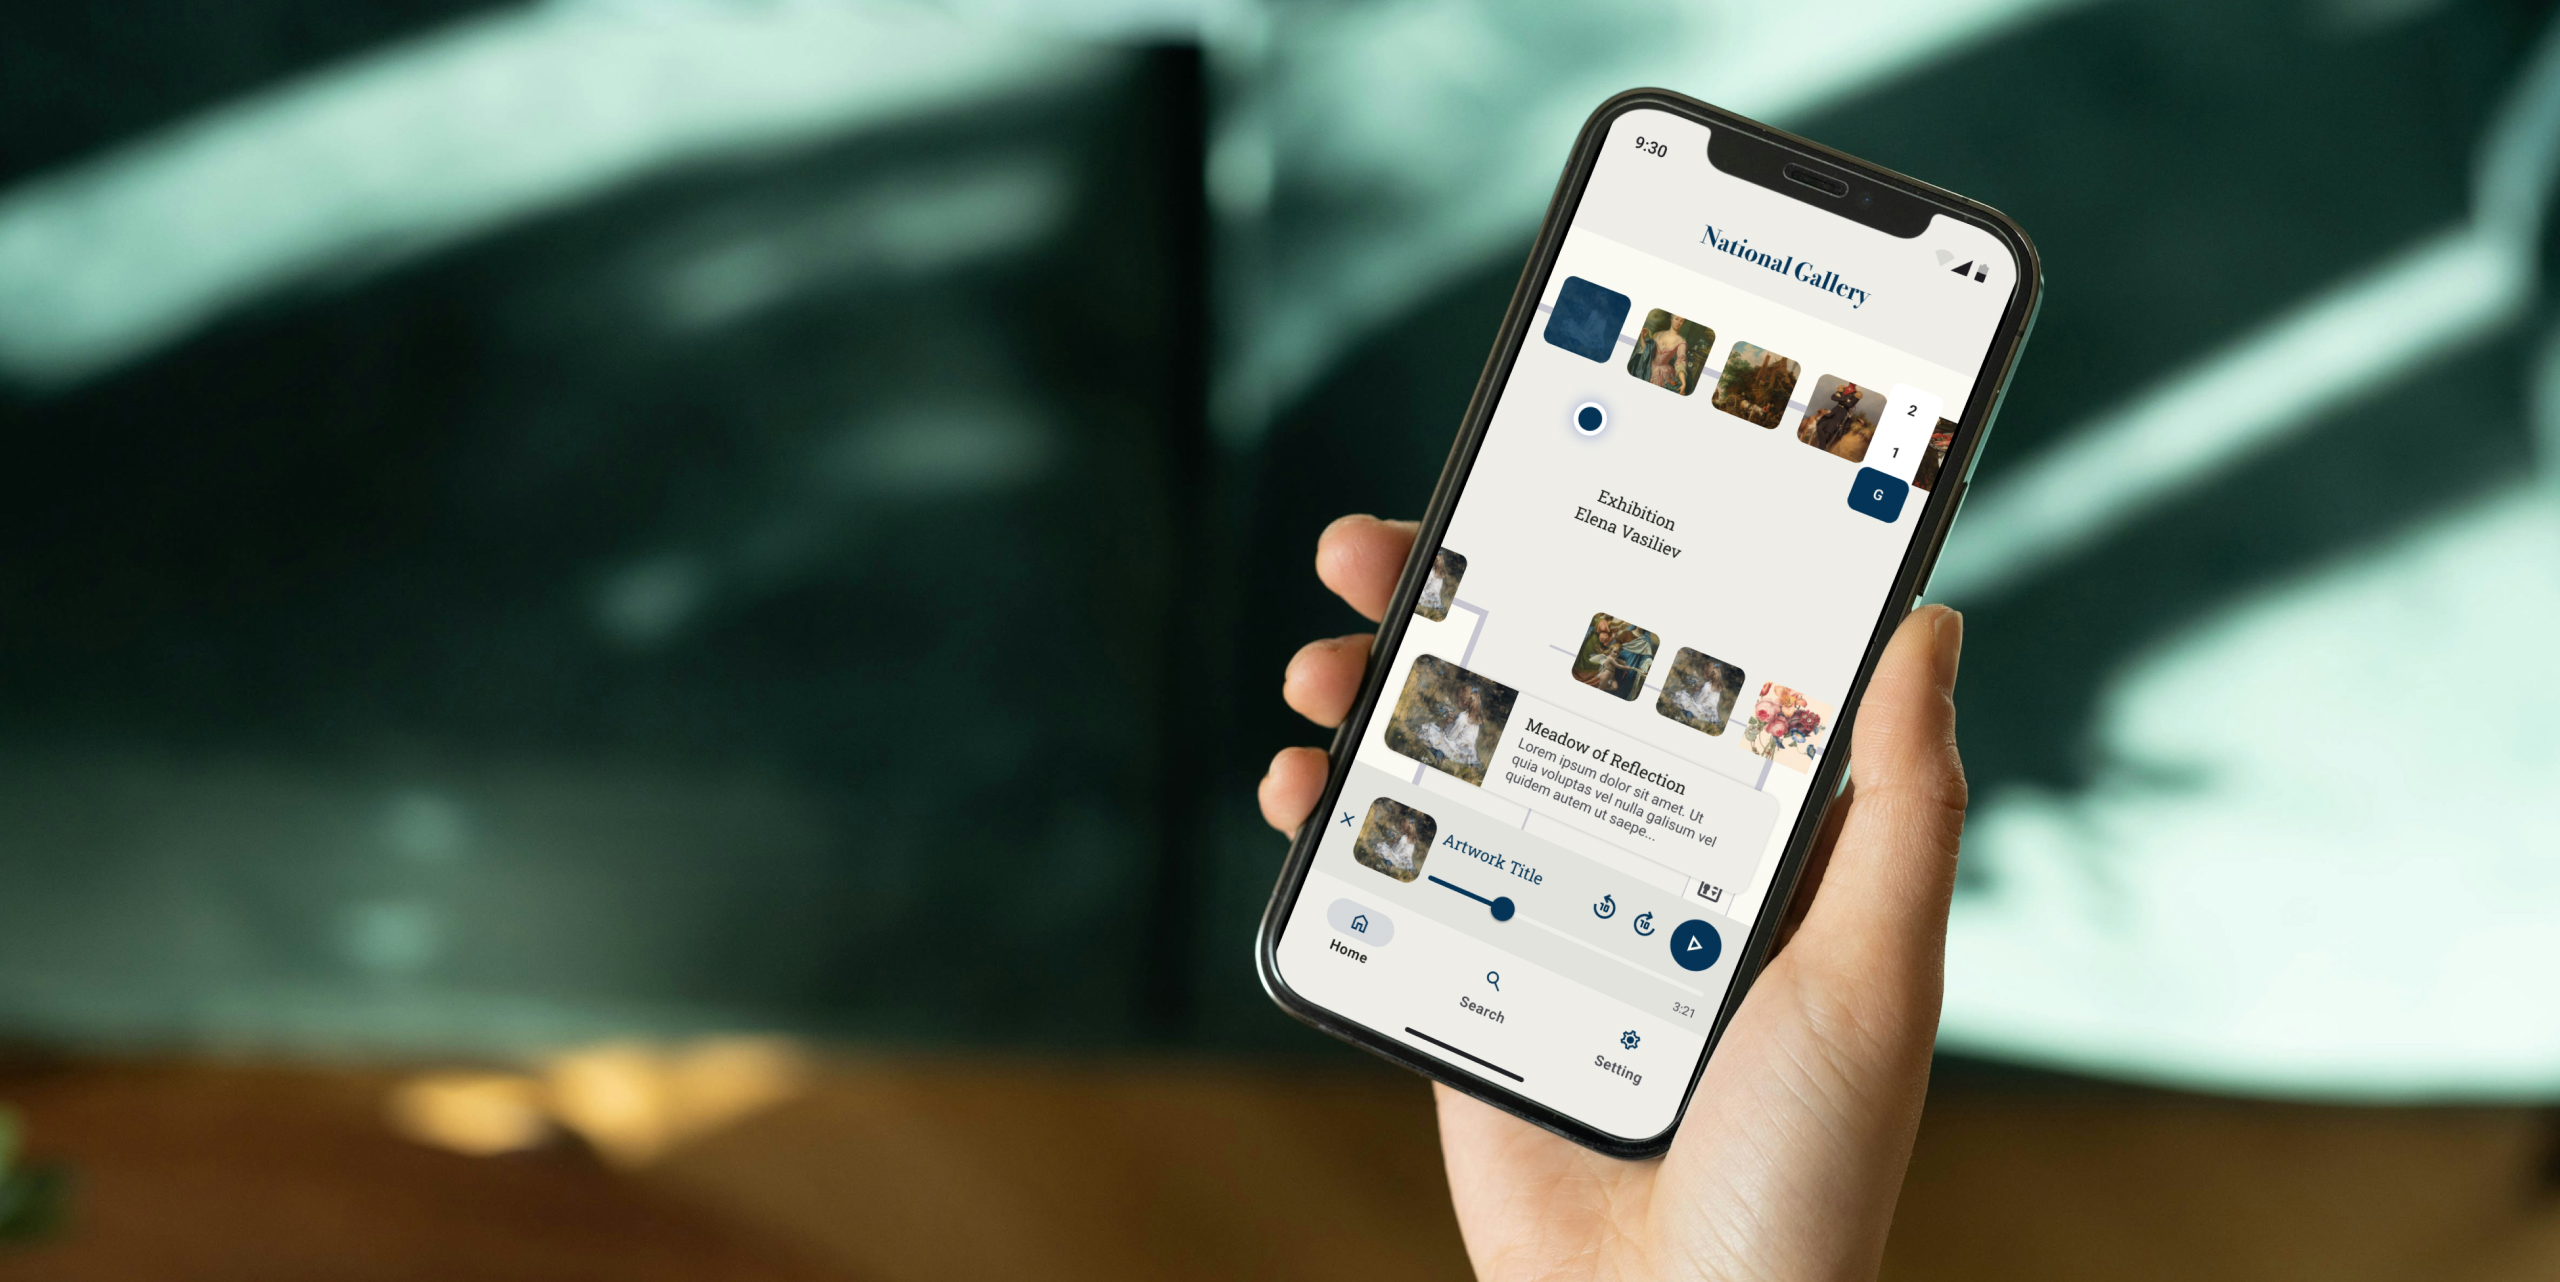 9:30
National Gallery
2
1
G
Exhibition
Elena Vasiliev
Meadow of Reflection
Lorem ipsum dolor sit amet. Ut
quia voluptas vel nulla galisum vel
quidem autem ut saepe...
Artwork Title
10
10
3:21
Home
Search
Setting